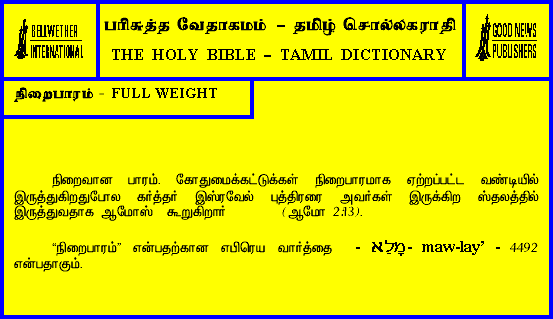 BELLWETHER
INTERNATIONAL
பரிசுத்த வேதாகமம் – தமிழ் சொல்லகராதி
THE HOLY BIBLE – TAMIL DICTIONARY
GOOD NEWS
PUBLISHERS
நிறைபாரம் - FULL WEIGHT
நிறைவான பாரம். கோதுமைக்கட்டுக்கள் நிறைபாரமாக ஏற்றப்பட்ட வண்டியில்
இருத்துகிறதுபோல கர்த்தர் இஸ்ரவேல் புத்திரரை அவர்கள் இருக்கிற ஸ்தலத்தில்
இருத்துவதாக ஆமோஸ் கூறுகிறார் (ஆமோ 2:13).
“நிறைபாரம்” என்பதற்கான எபிரெய வார்த்தை - מָלֵא - maw-lay’ - 4492
என்பதாகும்.